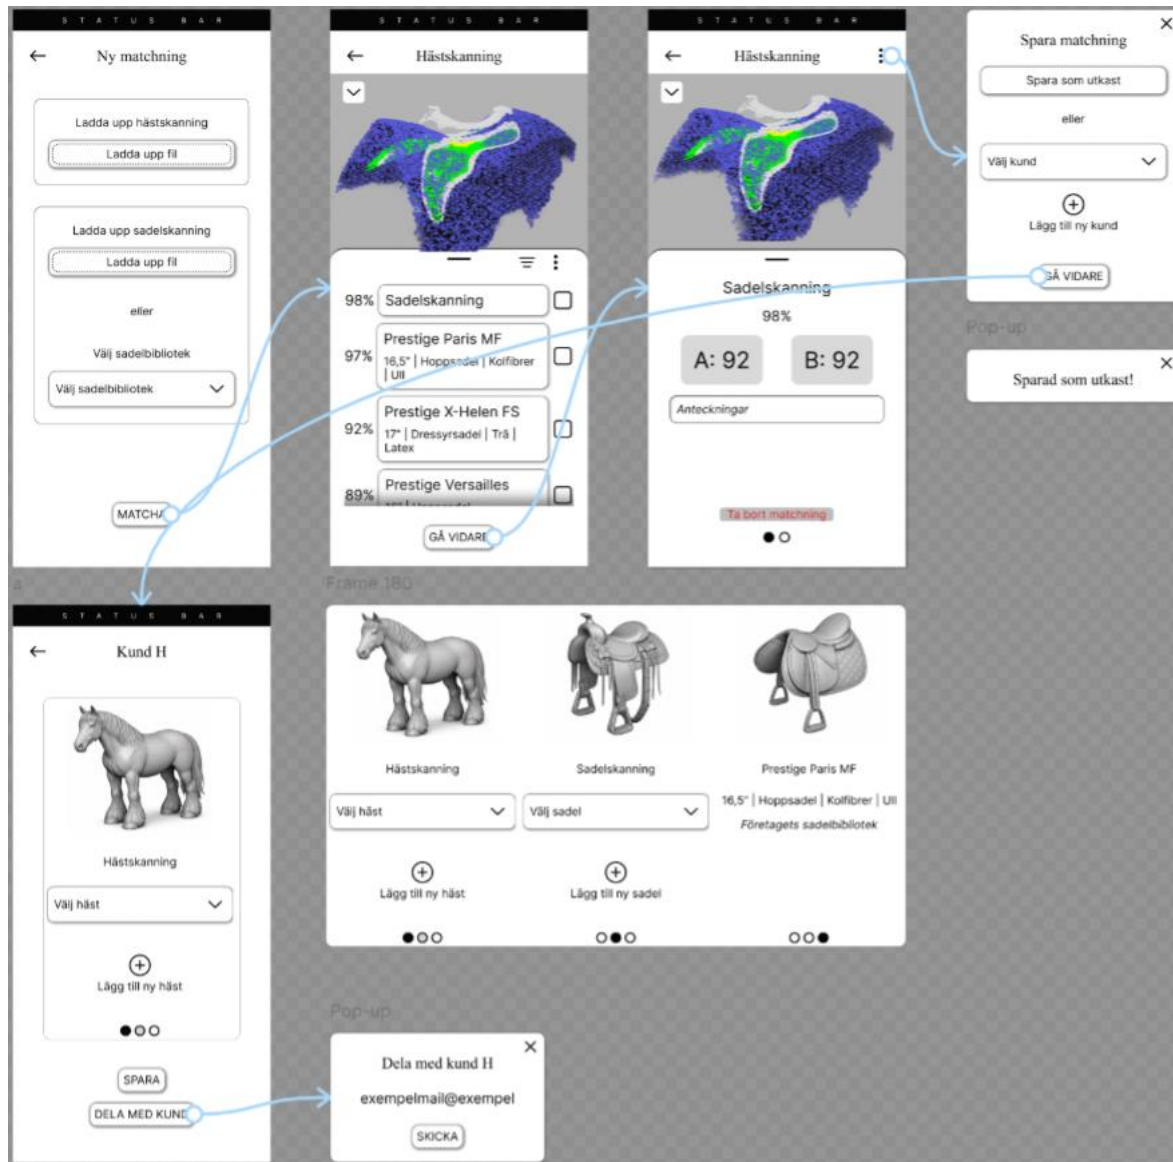 STATUS BAR
Ny matchning
Ladda upp hästskanning
Ladda upp fil
Ladda upp sadelskanning
Ladda upp fil
eller
Välj sadelbibliotek
Välj sadelbibliotek
MATCHA
STATUS BAR
Hästskanning
98% Sadelskanning
97% Prestige Paris MF
16,5" | Hoppsadel | Kolfibrer
| Ull
92% Prestige X-Helen FS
17" | Dressyrsadel | Trä |
Latex
89% Prestige Versailles
GÅ VIDARE
STATUS BAR
Hästskanning
Sadelskanning
98%
A: 92
B: 92
Anteckningar
Ta bort matchning
Spara matchning
Spara som utkast
eller
Välj kund
Lägg till ny kund
GÅ VIDARE
Pop-up
Sparad som utkast!
a
STATUS BAR
Kund H
Hästskanning
Välj häst
Lägg till ny häst
SPARA
DELA MED KUND
Frame 180
Hästskanning
Välj häst
Lägg till ny häst
Sadelskanning
Välj sadel
Lägg till ny sadel
Prestige Paris MF
16,5" | Hoppsadel | Kolfibrer | Ull
Företagets sadelbibliotek
Pop-up
Dela med kund H
exempelmail@exempel
SKICKA